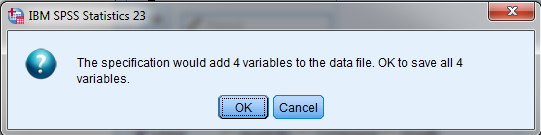 IBM SPSS Statistics 23
The specification would add 4 variables to the data file. OK to save all 4
variables.
OK
Cancel